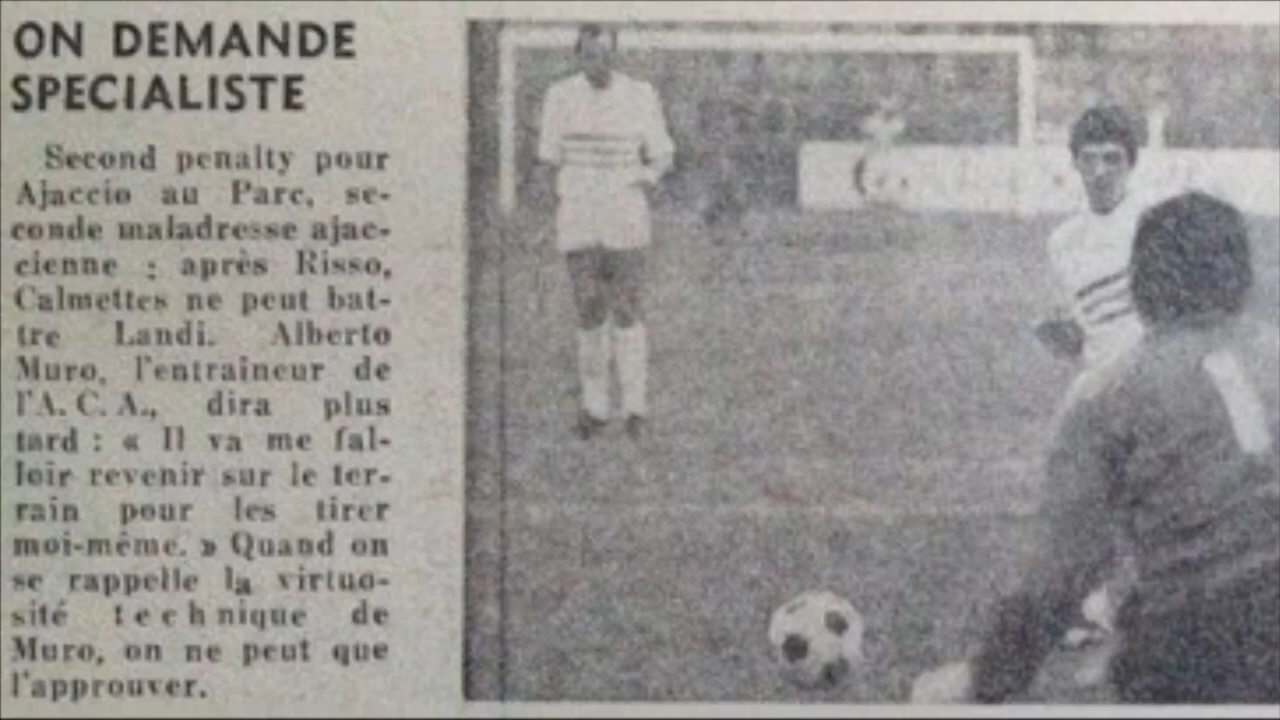 ON DEMANDE
SPECIALISTE
Second penalty pour
Ajaccio au Parc, se-
conde maladresse ajac-
cienne : après Risso,
Calmettes ne peut bat-
tre Landi. Alberto
Muro, l'entraîneur de
l'A.C.A., dira plus
tard : « Il va me fal-
loir revenir sur le ter-
rain pour les tirer
moi-même. » Quand on
se rappelle la virtuo-
sité technique de
Muro, on ne peut que
l'approuver.